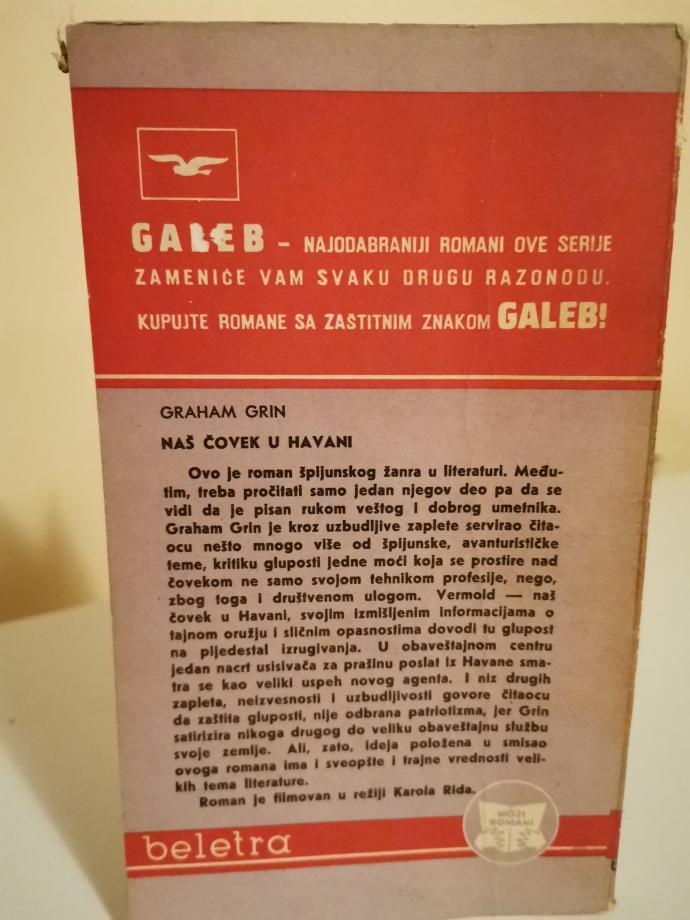 GALEB – NAJODABRANIJI ROMANI OVE SERIJE
ZAMENIĆE VAM SVAKU DRUGU RAZONODU.
KUPUJTE ROMANE SA ZAŠTITNIM ZNAKOM GALEB!
GRAHAM GRIN
NAŠ ČOVEK U HAVANI
Ovo je roman špijunskog žanra u literaturi. Među-
tim, treba pročitati samo jedan njegov deo pa da se
vidi da je pisan rukom veštog i dobrog umetnika.
Graham Grin je kroz uzbudljive zaplete servirao čita-
ocu nešto mnogo više od špijunske, avanturističke
teme, kritiku gluposti jedne moći koja se prostire nad
čovekom ne samo svojom tehnikom profesije, nego,
zbog toga i društvenom ulogom. Vermold — naš
čovek u Havani, svojim izmišljenim informacijama o
tajnom oružju i sličnim opasnostima dovodi tu glupost
na pijedestal izrugivanja. U obaveštajnom centru
jedan nacrt usisivača za prašinu poslat iz Havane sma-
tra se kao veliki uspeh novog agenta. I niz drugih
zapleta, neizvesnosti i uzbudljivosti govore čitaocu
da zaštita gluposti, nije odbrana patriotizma, jer Grin
satirizira nikoga drugog do veliku obaveštajnu službu
svoje zemlje. Ali, zato, ideja položena u smisao
ovoga romana ima i sveopšte i trajne vrednosti veli-
kih tema literature.
Roman je filmovan u režiji Karola Rida.
MOJI
ROMANI
beletra